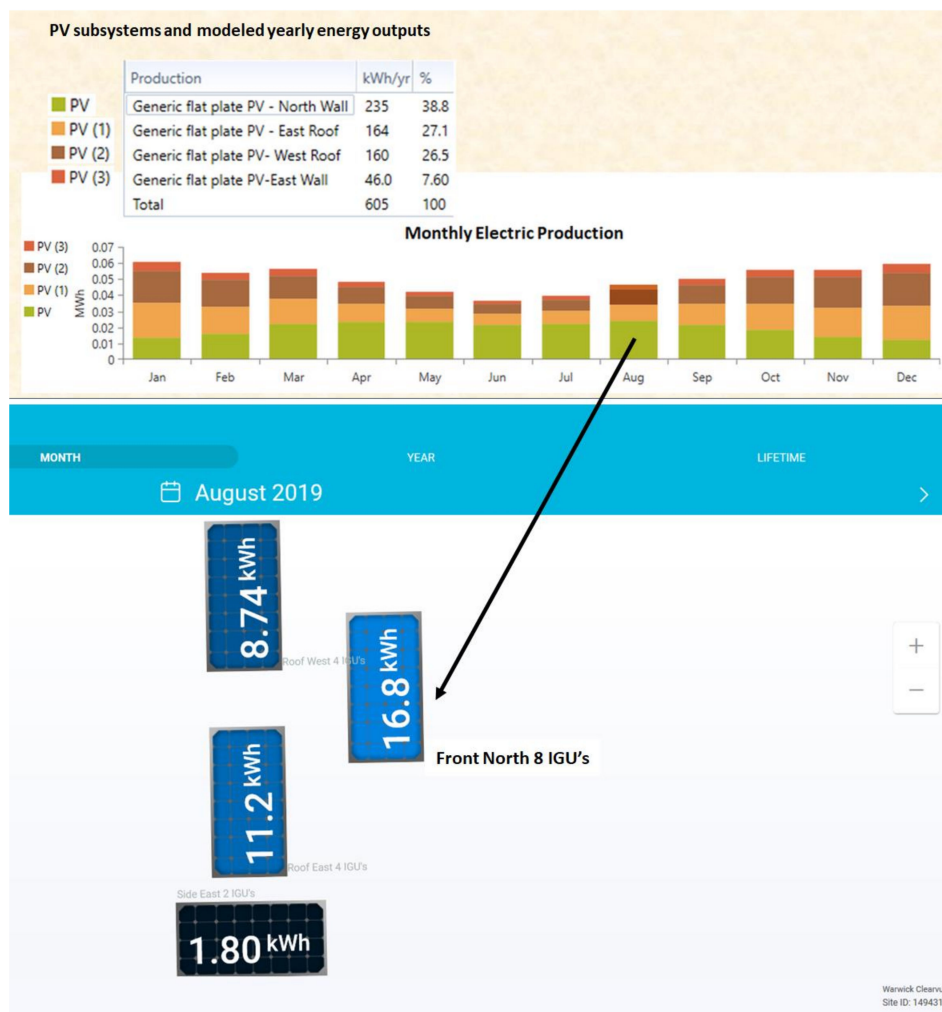 PV subsystems and modeled yearly energy outputs
Production kWh/yr %
PV Generic flat plate PV - North Wall 235 38.8
PV (1) Generic flat plate PV - East Roof 164 27.1
PV (2) Generic flat plate PV- West Roof 160 26.5
PV (3) Generic flat plate PV-East Wall 46.0 7.60
Total 605 100
Monthly Electric Production
PV (3)
PV (2)
PV (1)
PV
MWh
0.07
0.06
0.05
0.04
0.03
0.02
0.01
0
Jan Feb Mar Apr May Jun Jul Aug Sep Oct Nov Dec
MONTH YEAR LIFETIME
August 2019 >
8.74 kWh
Roof West 4 IGU's
16.8 kWh
+
−
Front North 8 IGU's
11.2 kWh
Roof East 4 IGU's
Side East 2 IGU's
1.80 kWh
Warwick Clearvu
Site ID: 149431